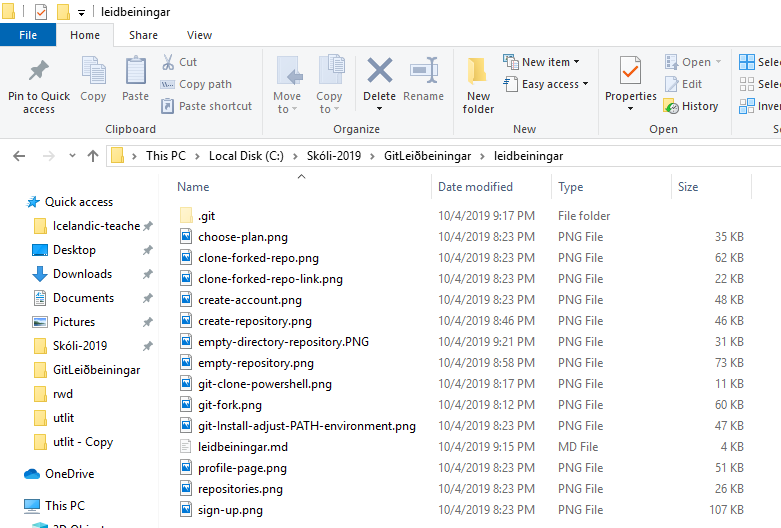 leidbeiningar
File Home Share View
Pin to Quick access
Copy
Paste
Cut
Copy path
Paste shortcut
Clipboard
Move to
Copy to
Delete
Rename
Organize
New folder
New item
Easy access
New
Properties
Open
Edit
History
Open
This PC > Local Disk (C:) > Skóli-2019 > GitLeiðbeiningar > leidbeiningar
Quick access
Icelandic-teache
Desktop
Downloads
Documents
Pictures
Skóli-2019
GitLeiðbeiningar
rwd
utlit
utlit - Copy
OneDrive
This PC
Name Date modified Type Size
.git 10/4/2019 9:17 PM File folder
choose-plan.png 10/4/2019 8:23 PM PNG File 35 KB
clone-forked-repo.png 10/4/2019 8:23 PM PNG File 62 KB
clone-forked-repo-link.png 10/4/2019 8:23 PM PNG File 22 KB
create-account.png 10/4/2019 8:23 PM PNG File 48 KB
create-repository.png 10/4/2019 8:46 PM PNG File 46 KB
empty-directory-repository.PNG 10/4/2019 9:21 PM PNG File 31 KB
empty-repository.png 10/4/2019 8:58 PM PNG File 73 KB
git-clone-powershell.png 10/4/2019 8:17 PM PNG File 11 KB
git-fork.png 10/4/2019 8:12 PM PNG File 60 KB
git-Install-adjust-PATH-environment.png 10/4/2019 8:23 PM PNG File 47 KB
leidbeiningar.md 10/4/2019 9:15 PM MD File 4 KB
profile-page.png 10/4/2019 8:23 PM PNG File 51 KB
repositories.png 10/4/2019 8:23 PM PNG File 26 KB
sign-up.png 10/4/2019 8:23 PM PNG File 107 KB